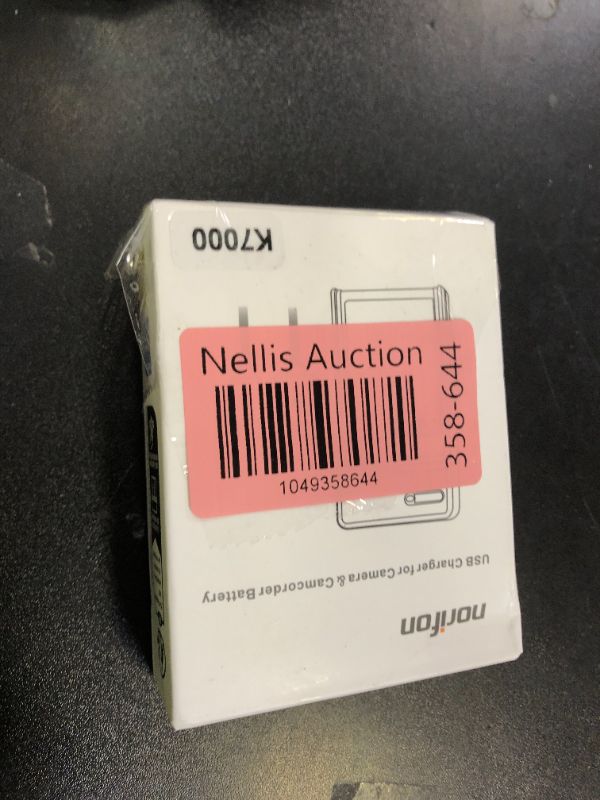 K7000
Nellis Auction
1049358644
358-644
USB Charger for Camera & Camcorder Battery
norifon